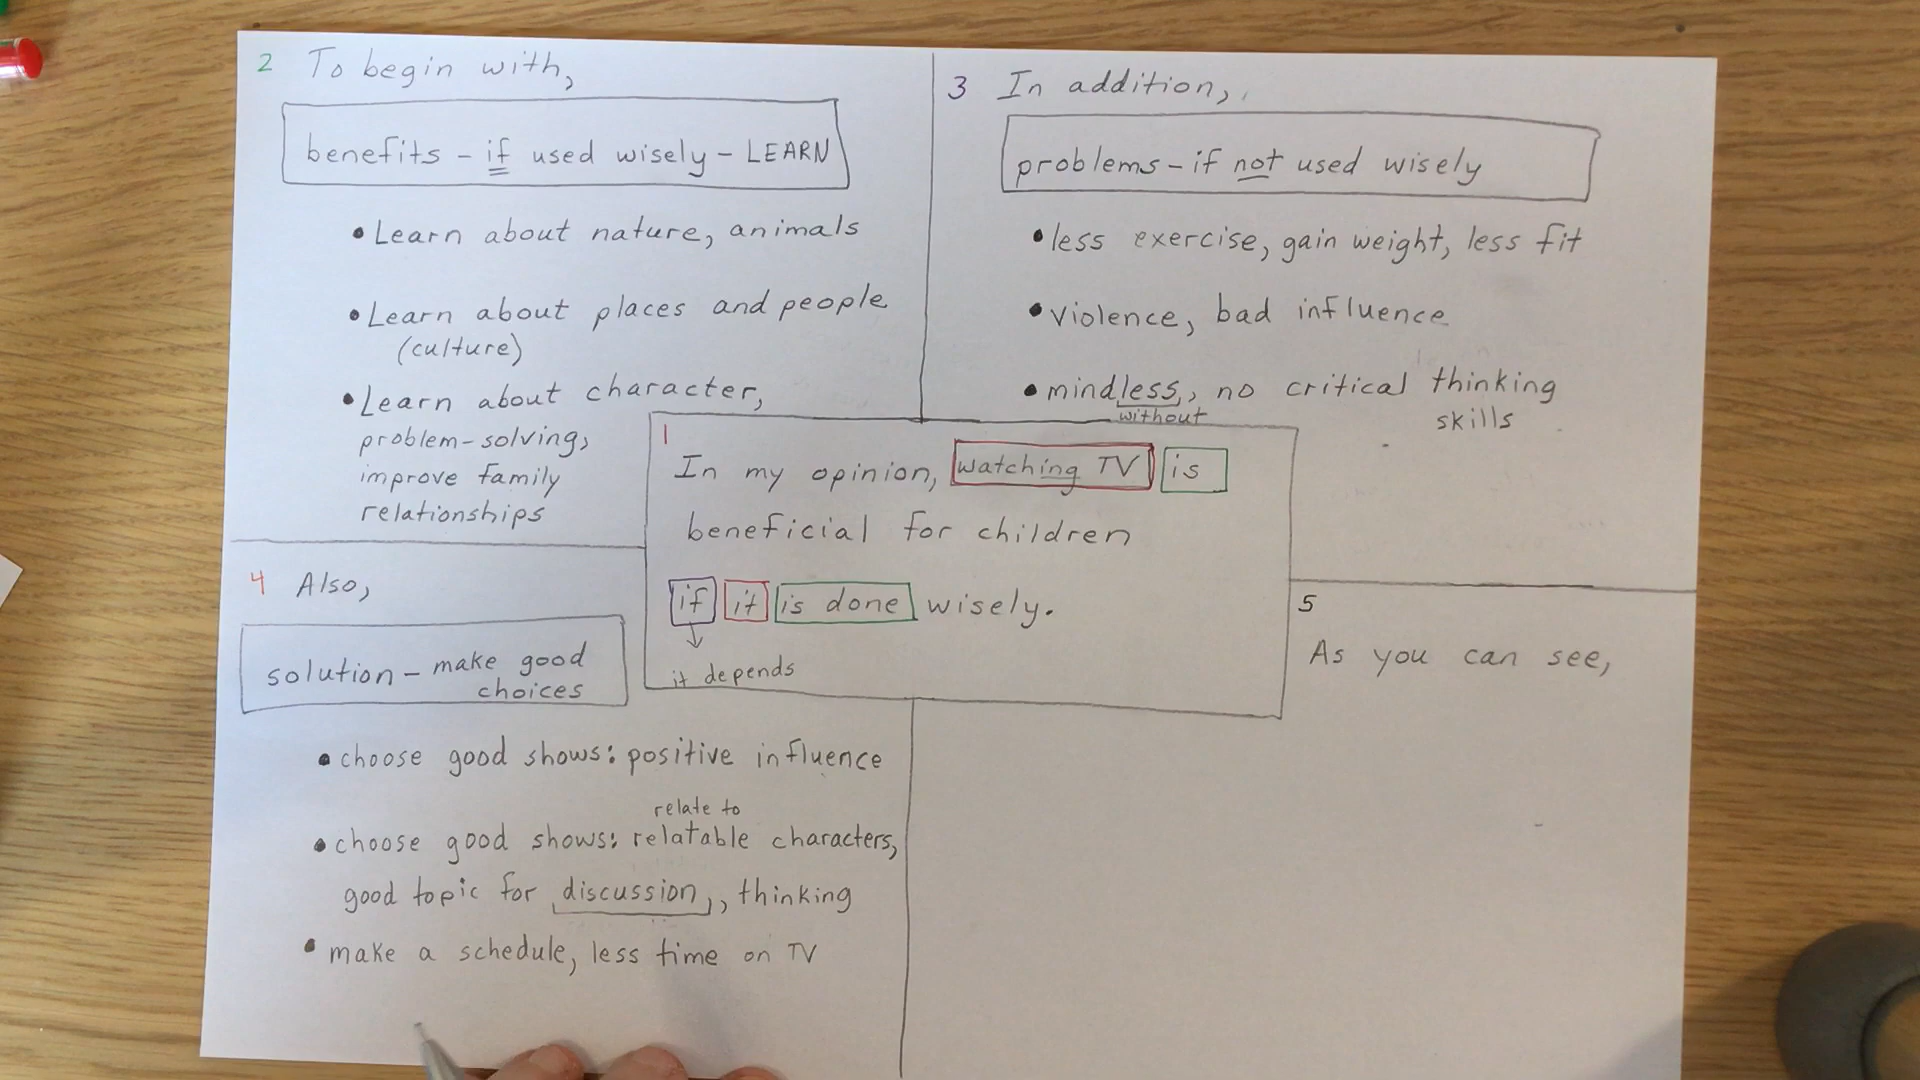 2 To begin with,
benefits - if used wisely - LEARN
• Learn about nature, animals
• Learn about places and people
(culture)
• Learn about character,
problem-solving,
improve family
relationships
3 In addition,
problems - if not used wisely
• less exercise, gain weight, less fit
• violence, bad influence
• mindless, no critical thinking
without
skills
1
In my opinion, watching TV is
beneficial for children
if it is done wisely.
it depends
4 Also,
solution - make good
choices
• choose good shows: positive influence
relate to
• choose good shows: relatable characters,
good topic for discussion, thinking
• make a schedule, less time on TV
5
As you can see,